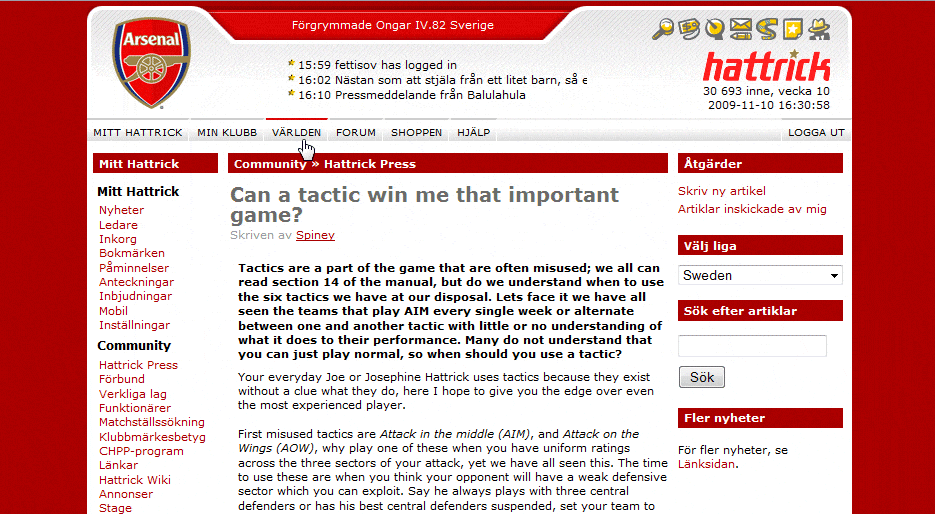 Förgrymmade Ongar IV.82 Sverige
Arsenal
15:59 fettisov has logged in
16:02 Nästan som att stjäla från ett litet barn, så e
16:10 Pressmeddelande från Balulahula
hattrick
30 693 inne, vecka 10
2009-11-10 16:30:58
MITT HATTRICK MIN KLUBB VÄRLDEN FORUM SHOPPEN HJÄLP LOGGA UT
Mitt Hattrick
Mitt Hattrick
Nyheter
Ledare
Inkorg
Bokmärken
Påminnelser
Anteckningar
Inbjudningar
Mobil
Inställningar
Community
Hattrick Press
Förbund
Verkliga lag
Funktionärer
Matchställssökning
Klubbmärkesbetyg
CHPP-program
Länkar
Hattrick Wiki
Annonser
Stage
Community » Hattrick Press
Can a tactic win me that important
game?
Skriven av Spinev
Tactics are a part of the game that are often misused; we all can
read section 14 of the manual, but do we understand when to use
the six tactics we have at our disposal. Lets face it we have all
seen the teams that play AIM every single week or alternate
between one and another tactic with little or no understanding of
what it does to their performance. Many do not understand that
you can just play normal, so when should you use a tactic?
Your everyday Joe or Josephine Hattrick uses tactics because they exist
without a clue what they do, here I hope to give you the edge over even
the most experienced player.
First misused tactics are Attack in the middle (AIM), and Attack on the
Wings (AOW), why play one of these when you have uniform ratings
across the three sectors of your attack, yet we have all seen this. The time
to use these are when you think your opponent will have a weak defensive
sector which you can exploit. Say he always plays with three central
defenders or has his best central defenders suspended, set your team to
Åtgärder
Skriv ny artikel
Artiklar inskickade av mig
Välj liga
Sweden
Sök efter artiklar
Sök
Fler nyheter
För fler nyheter, se
Länksidan.